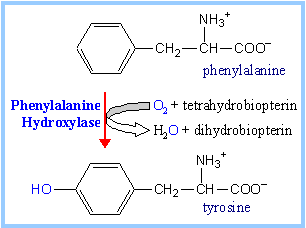 NH₃⁺
CH₂—CH—COO⁻
phenylalanine
Phenylalanine
Hydroxylase
O₂ + tetrahydrobiopterin
H₂O + dihydrobiopterin
NH₃⁺
HO CH₂—CH—COO⁻
tyrosine